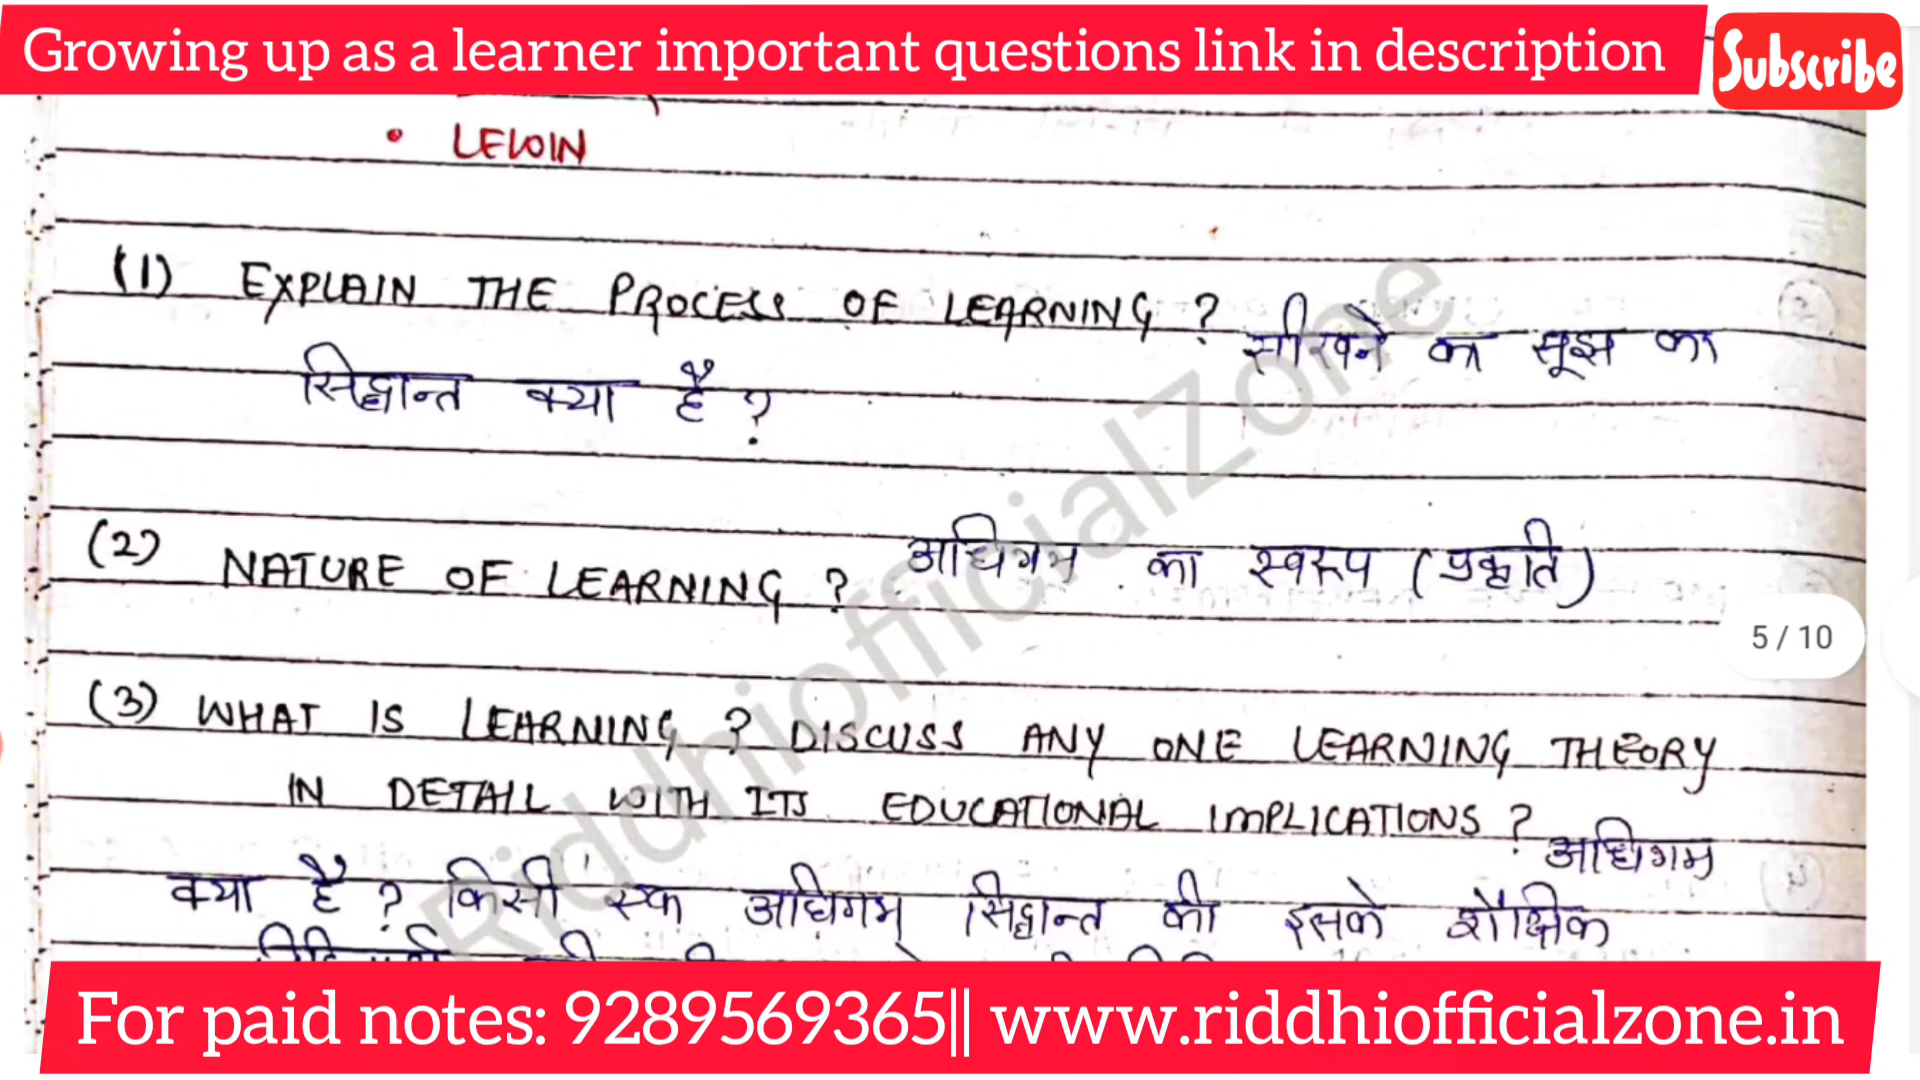 Growing up as a learner important questions link in description
Subscribe
• LEWIN
(1) EXPLAIN THE PROCESS OF LEARNING ? सीखने का सूझ का
सिद्धान्त क्या है ?
(2) NATURE OF LEARNING ? अधिगम का स्वरूप (प्रकृति)
5 / 10
(3) WHAT IS LEARNING ? DISCUSS ANY ONE LEARNING THEORY
IN DETAIL WITH ITS EDUCATIONAL IMPLICATIONS ? अधिगम
क्या है ? किसी एक अधिगम् सिद्धान्त की इसके शैक्षिक
RiddhiofficialZone
For paid notes: 9289569365|| www.riddhiofficialzone.in